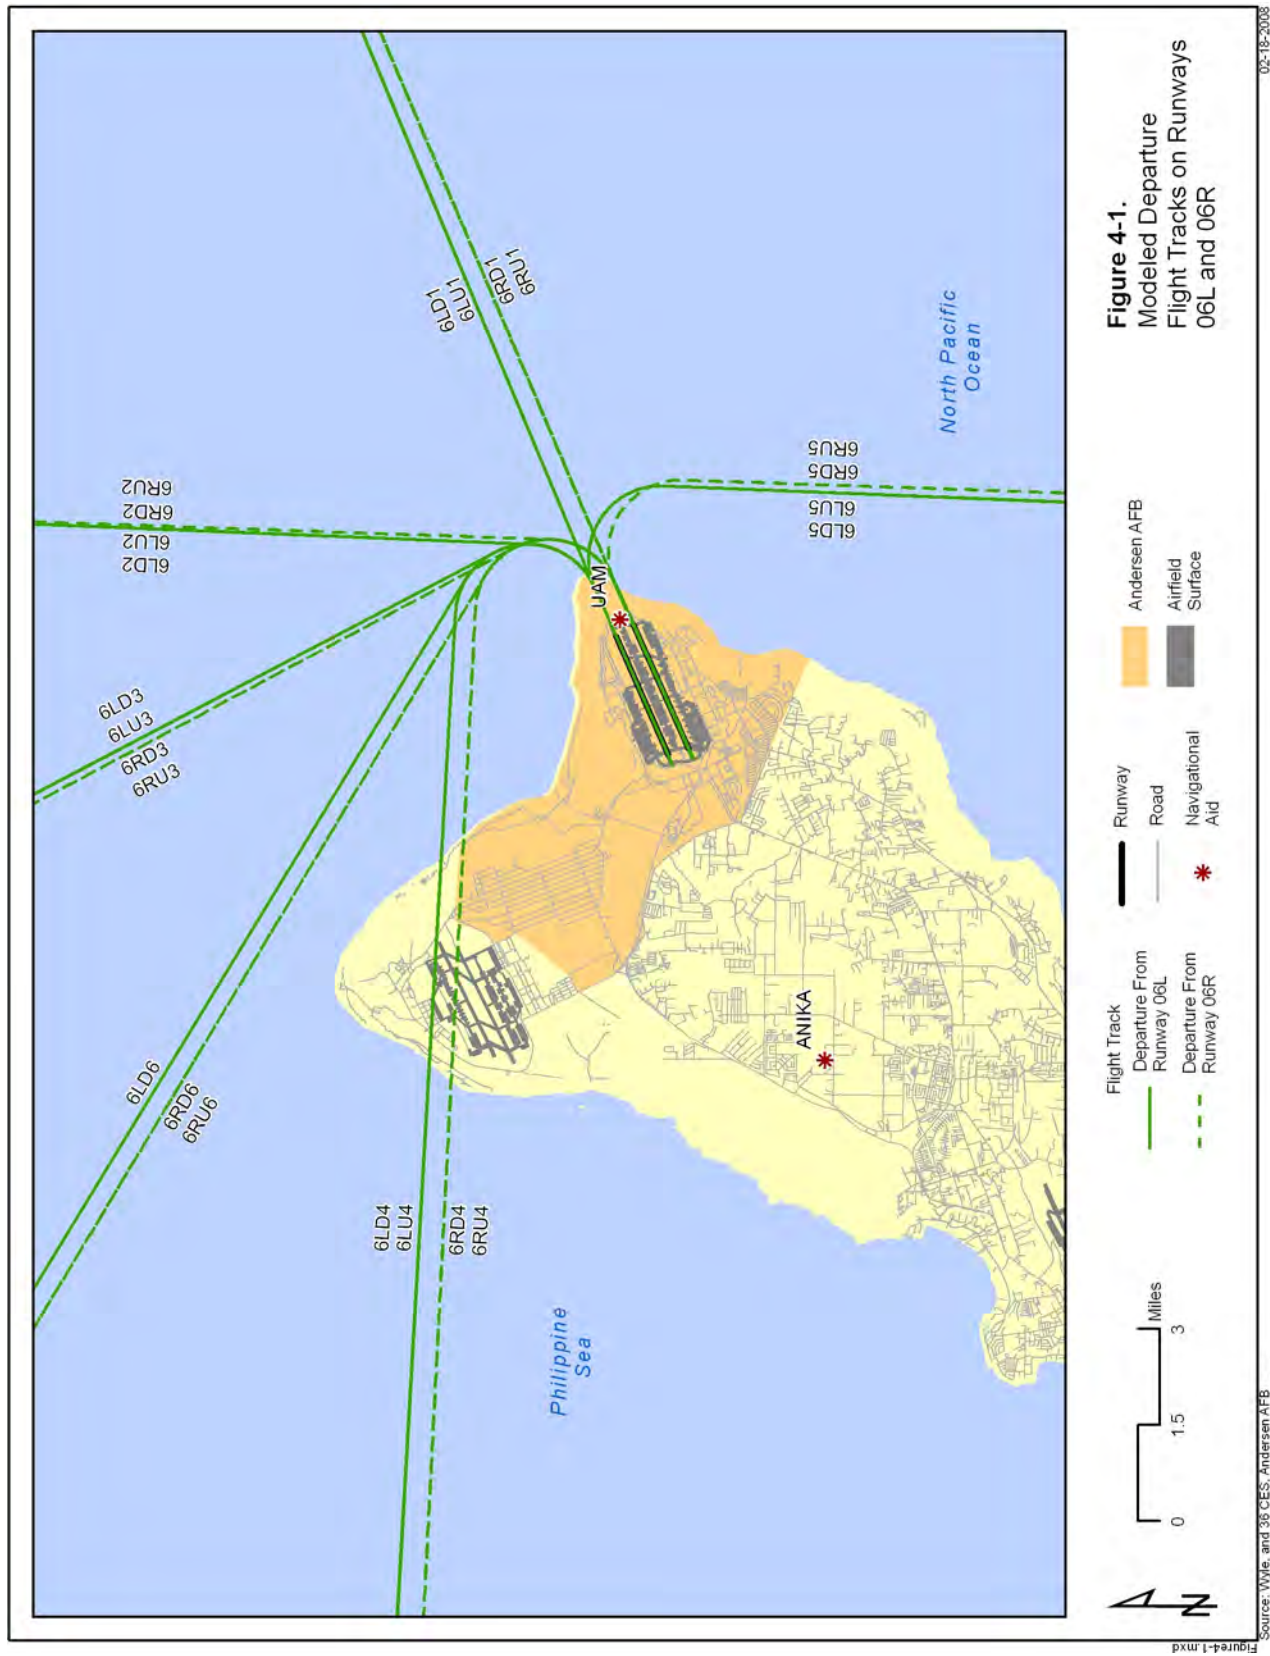 6LD1
6LU1
6RD1
6RU1
6LD2
6LU2
6RD2
6RU2
6LD3
6LU3
6RD3
6RU3
6LD6
6RD6
6RU6
6LD4
6LU4
6RD4
6RU4
6RU5
6RD5
6LU5
6LD5
UAM
ANIKA
Philippine
Sea
North Pacific
Ocean
0
1.5
3
Miles
N
Flight Track
Departure From
Runway 06L
Departure From
Runway 06R
Runway
Road
Navigational
Aid
Andersen AFB
Airfield
Surface
Figure 4-1.
Modeled Departure
Flight Tracks on Runways
06L and 06R
Source: Wyle, and 36 CES, Andersen AFB
02-18-2008
Figure4-1.mxd